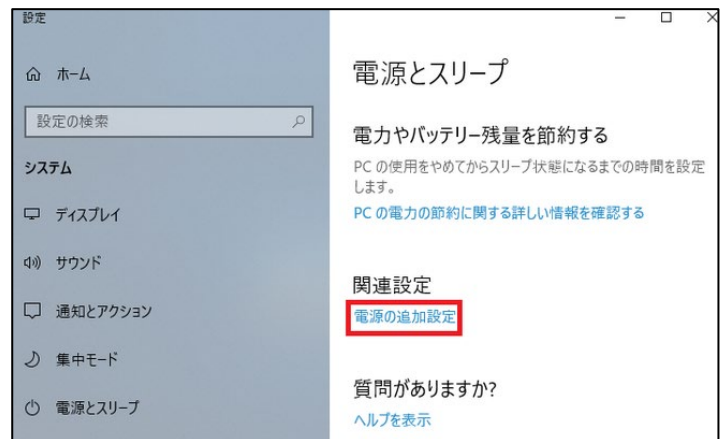 設定
ホーム
設定の検索
システム
ディスプレイ
サウンド
通知とアクション
集中モード
電源とスリープ
電源とスリープ
電力やバッテリー残量を節約する
PC の使用をやめてからスリープ状態になるまでの時間を設定
します。
PC の電力の節約に関する詳しい情報を確認する
関連設定
電源の追加設定
質問がありますか?
ヘルプを表示